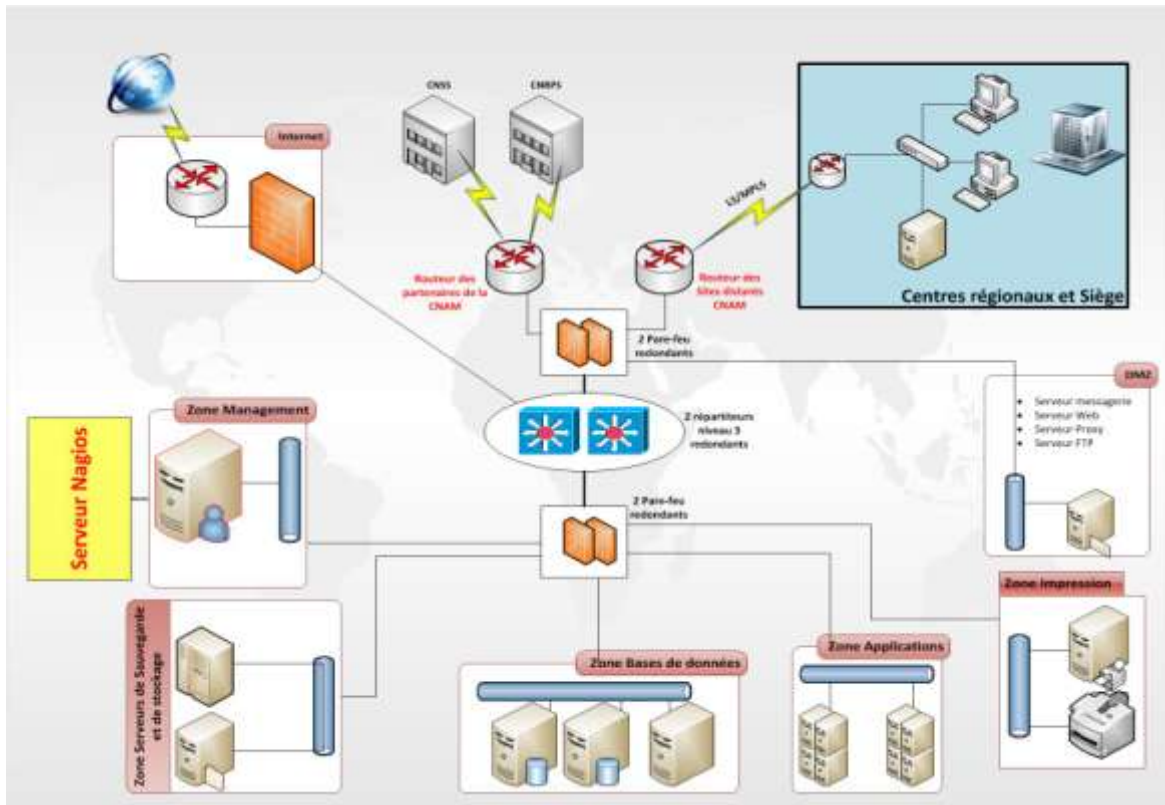 CNSS
CNRPS
Internet
LS/MPLS
Routeur des
partenaires de la
CNAM
Routeur des
Sites distants
CNAM
Centres régionaux et Siège
2 Pare-feu
redondants
DMZ
• Serveur messagerie
• Serveur Web
• Serveur Proxy
• Serveur FTP
Zone Management
2 répartiteurs
niveau 3
redondants
Serveur Nagios
2 Pare-feu
redondants
Zone Impression
Zone Serveurs de Sauvegarde
et de stockage
Zone Bases de données
Zone Applications